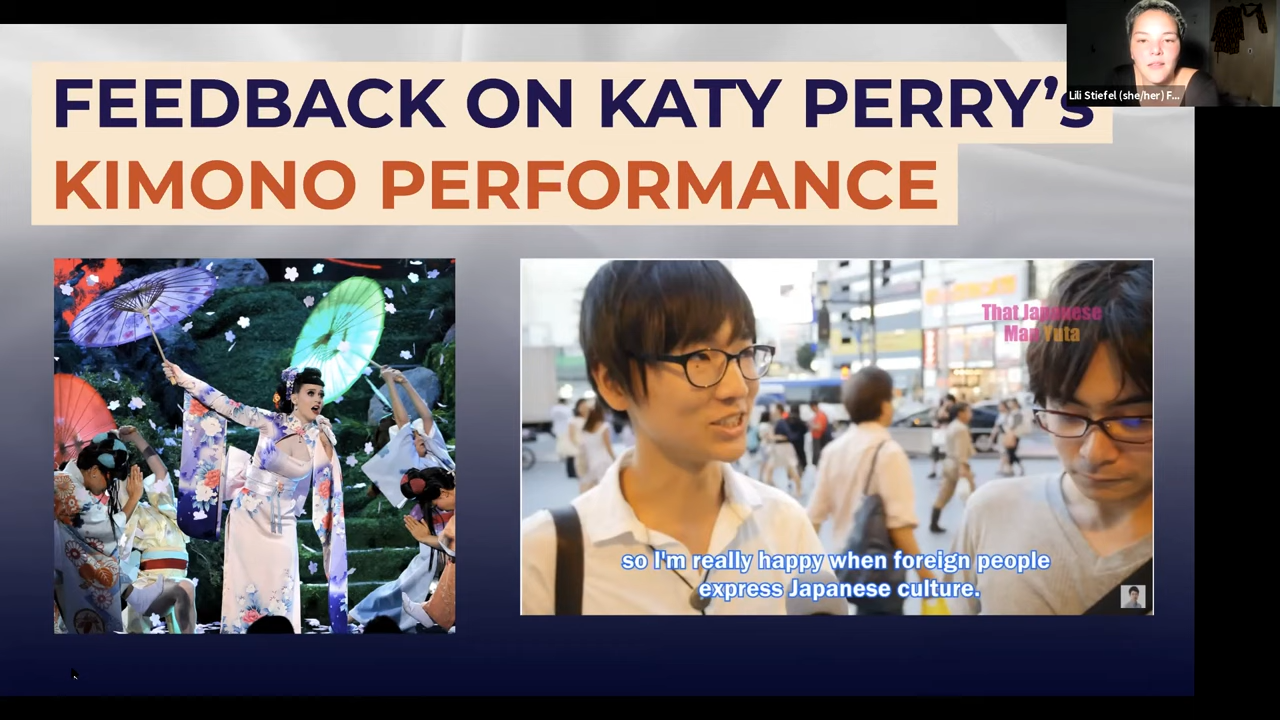 FEEDBACK ON KATY PERRY’s
KIMONO PERFORMANCE
Lili Stiefel (she/her) F...
That Japanese
Man Yuta
so I'm really happy when foreign people
express Japanese culture.